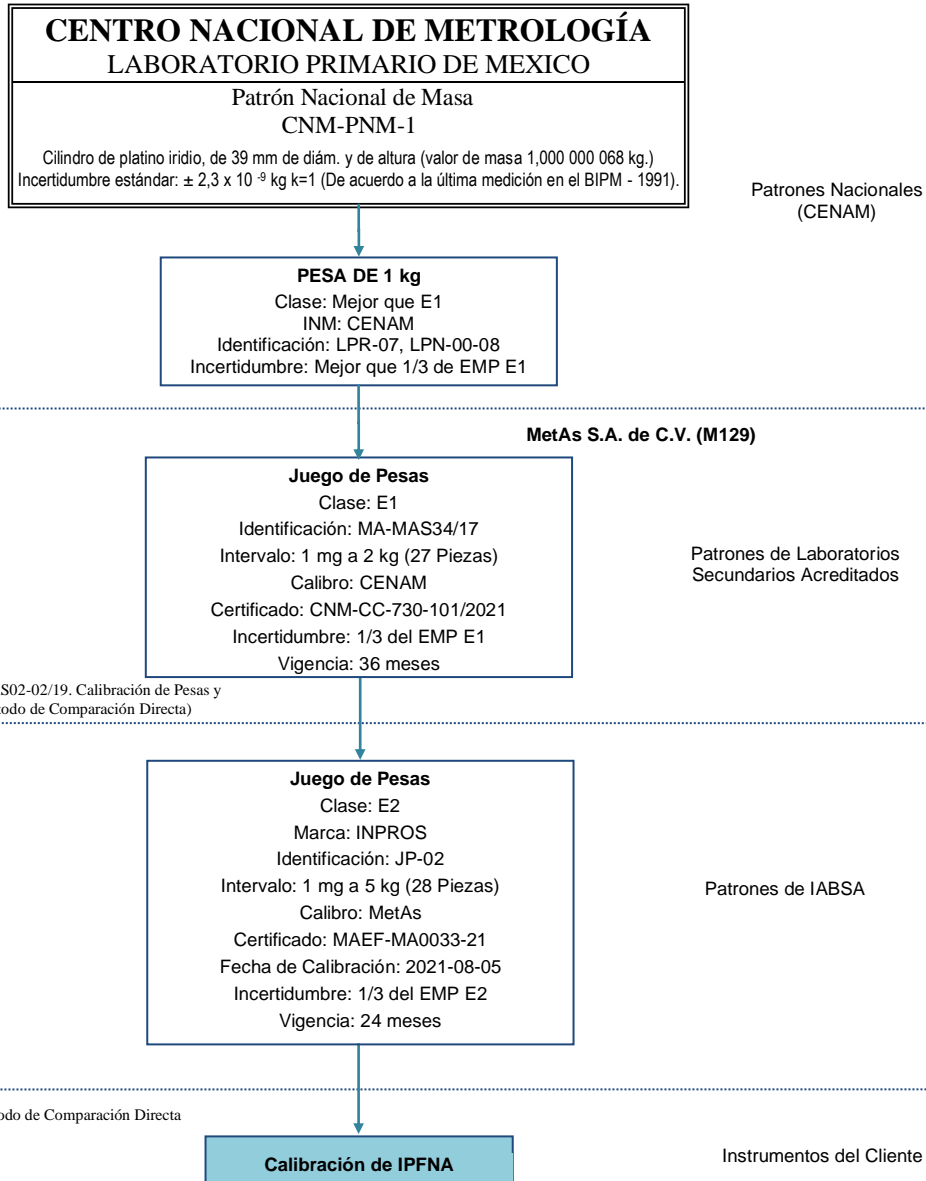 CENTRO NACIONAL DE METROLOGÍA
LABORATORIO PRIMARIO DE MEXICO
Patrón Nacional de Masa
CNM-PNM-1
Cilindro de platino iridio, de 39 mm de diám. y de altura (valor de masa 1,000 000 068 kg.)
Incertidumbre estándar: ± 2,3 x 10 -9 kg k=1 (De acuerdo a la última medición en el BIPM - 1991).
Patrones Nacionales
(CENAM)
PESA DE 1 kg
Clase: Mejor que E1
INM: CENAM
Identificación: LPR-07, LPN-00-08
Incertidumbre: Mejor que 1/3 de EMP E1
MetAs S.A. de C.V. (M129)
Juego de Pesas
Clase: E1
Identificación: MA-MAS34/17
Intervalo: 1 mg a 2 kg (27 Piezas)
Calibro: CENAM
Certificado: CNM-CC-730-101/2021
Incertidumbre: 1/3 del EMP E1
Vigencia: 36 meses
Patrones de Laboratorios
Secundarios Acreditados
S02-02/19. Calibración de Pesas y
todo de Comparación Directa)
Juego de Pesas
Clase: E2
Marca: INPROS
Identificación: JP-02
Intervalo: 1 mg a 5 kg (28 Piezas)
Calibro: MetAs
Certificado: MAEF-MA0033-21
Fecha de Calibración: 2021-08-05
Incertidumbre: 1/3 del EMP E2
Vigencia: 24 meses
Patrones de IABSA
odo de Comparación Directa
Calibración de IPFNA
Instrumentos del Cliente